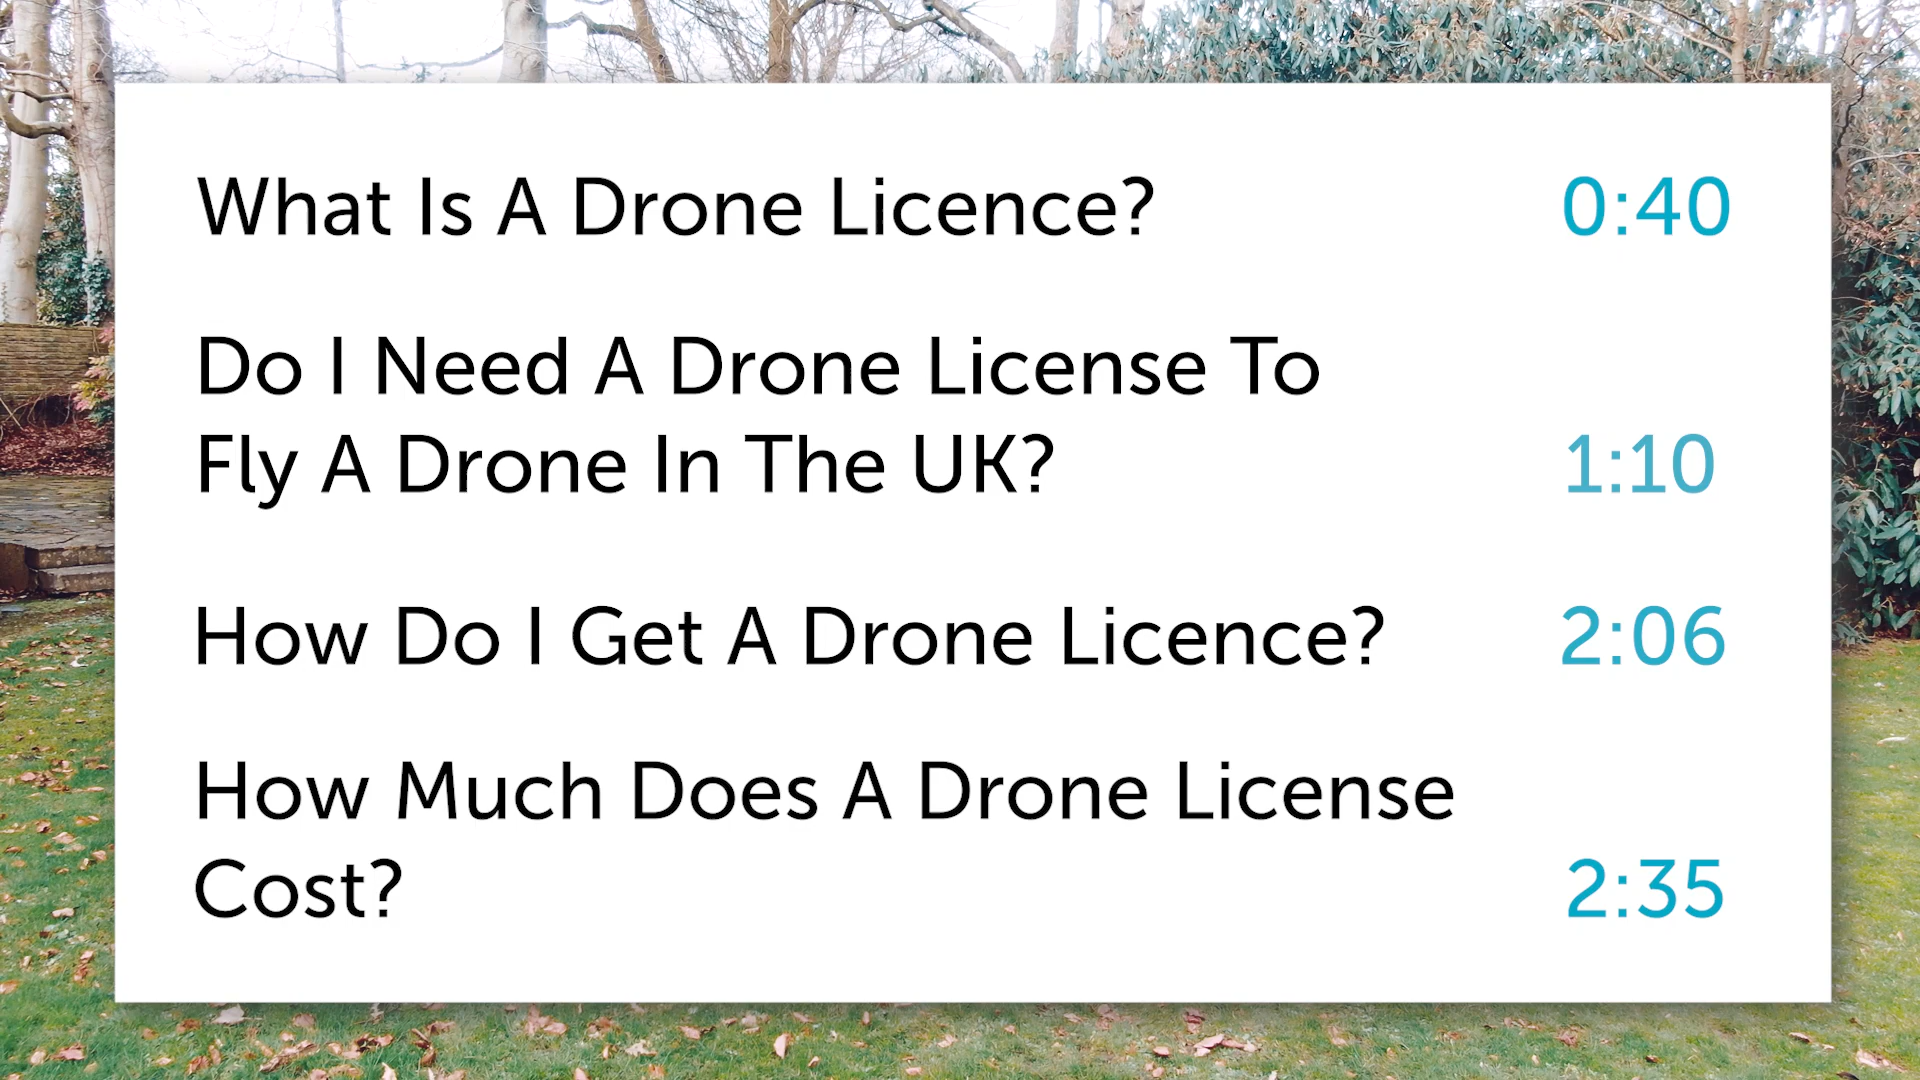 What Is A Drone Licence? 0:40
Do I Need A Drone License To
Fly A Drone In The UK? 1:10
How Do I Get A Drone Licence? 2:06
How Much Does A Drone License
Cost? 2:35